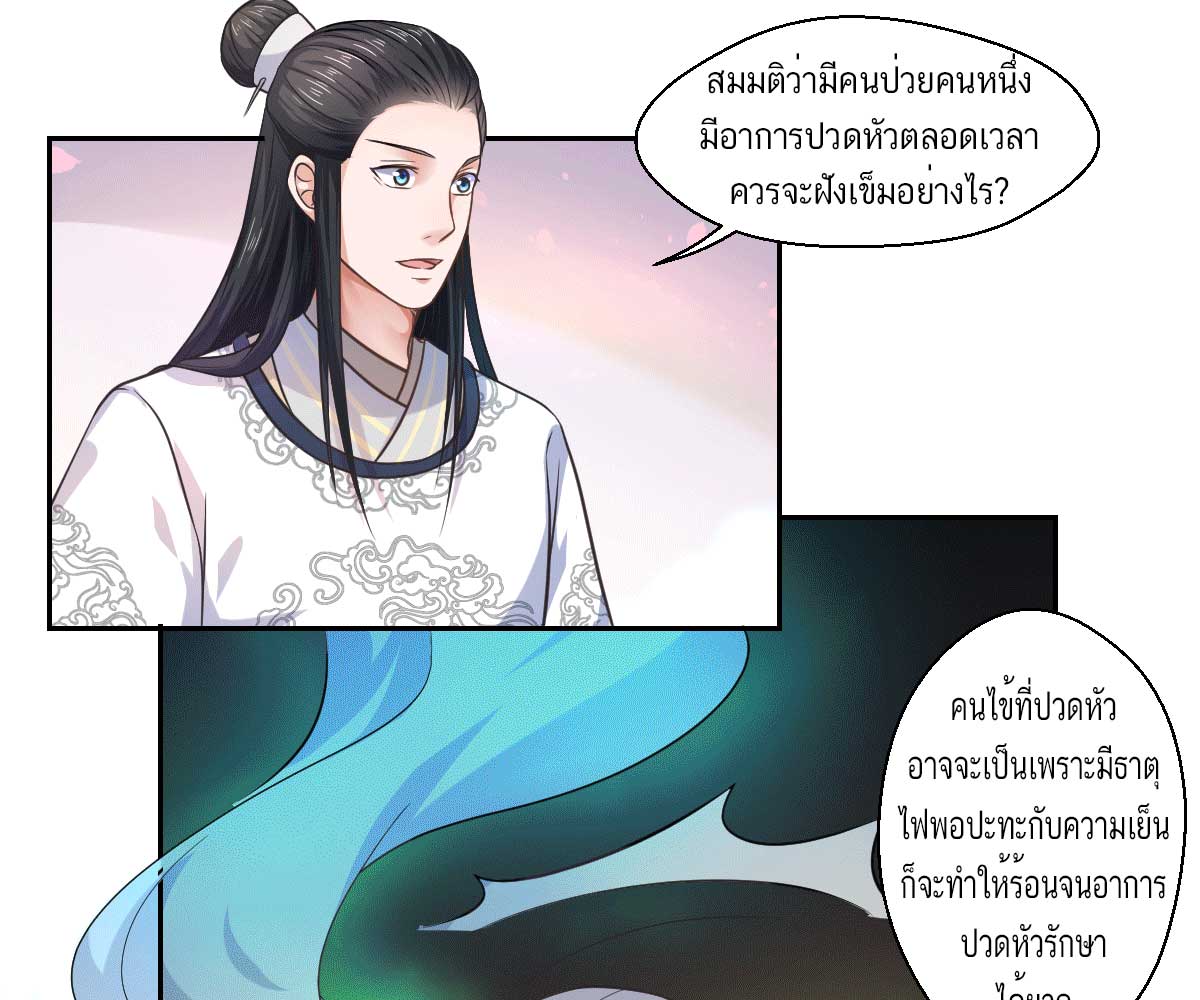 สมมติว่ามีคนป่วยคนหนึ่ง
มีอาการปวดหัวตลอดเวลา
ควรจะฝังเข็มอย่างไร?
คนไข้ที่ปวดหัว
อาจจะเป็นเพราะมีธาตุ
ไฟพอปะทะกับความเย็น
ก็จะทำให้ร้อนจนอาการ
ปวดหัวรักษา
ได้ยาก